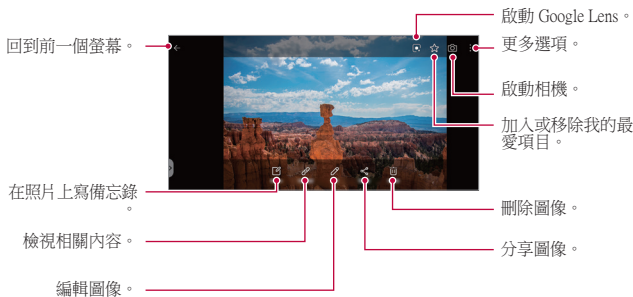 啟動 Google Lens。
回到前一個螢幕。
更多選項。
啟動相機。
加入或移除我的最
愛項目。
在照片上寫備忘錄
。
刪除圖像。
檢視相關內容。
分享圖像。
編輯圖像。